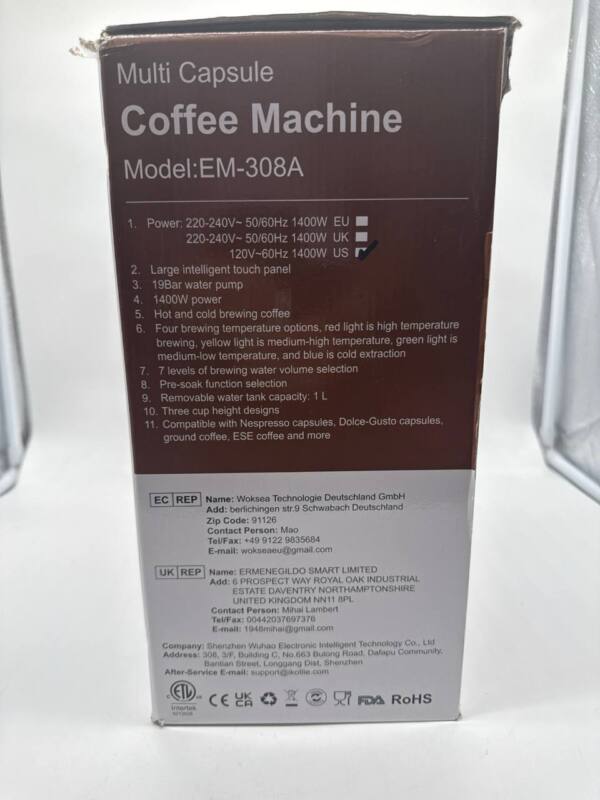 Multi Capsule
Coffee Machine
Model:EM-308A
1. Power: 220-240V~ 50/60Hz 1400W EU
220-240V~ 50/60Hz 1400W UK
120V~60Hz 1400W US
2. Large intelligent touch panel
3. 19Bar water pump
4. 1400W power
5. Hot and cold brewing coffee
6. Four brewing temperature options, red light is high temperature
brewing, yellow light is medium-high temperature, green light is
medium-low temperature, and blue is cold extraction
7. 7 levels of brewing water volume selection
8. Pre-soak function selection
9. Removable water tank capacity: 1 L
10. Three cup height designs
11. Compatible with Nespresso capsules, Dolce-Gusto capsules,
ground coffee, ESE coffee and more
EC REP Name: Woksea Technologie Deutschland GmbH
Add: berlichingen str.9 Schwabach Deutschland
Zip Code: 91126
Contact Person: Mao
Tel/Fax: +49 9122 9835684
E-mail: wokseaeu@gmail.com
UK REP Name: ERMENEGILDO SMART LIMITED
Add: 6 PROSPECT WAY ROYAL OAK INDUSTRIAL
ESTATE DAVENTRY NORTHAMPTONSHIRE
UNITED KINGDOM NN11 8PL
Contact Person: Mihai Lambert
Tel/Fax: 00442037697376
E-mail: 1948mihai@gmail.com
Company: Shenzhen Wuhao Electronic Intelligent Technology Co., Ltd
Address: 308, 3/F, Building C, No.663 Bulong Road, Dafapu Community,
Bantian Street, Longgang Dist, Shenzhen
After-Service E-mail: support@ikollie.com
c ETL us CE UK CA FDA RoHS
Intertek